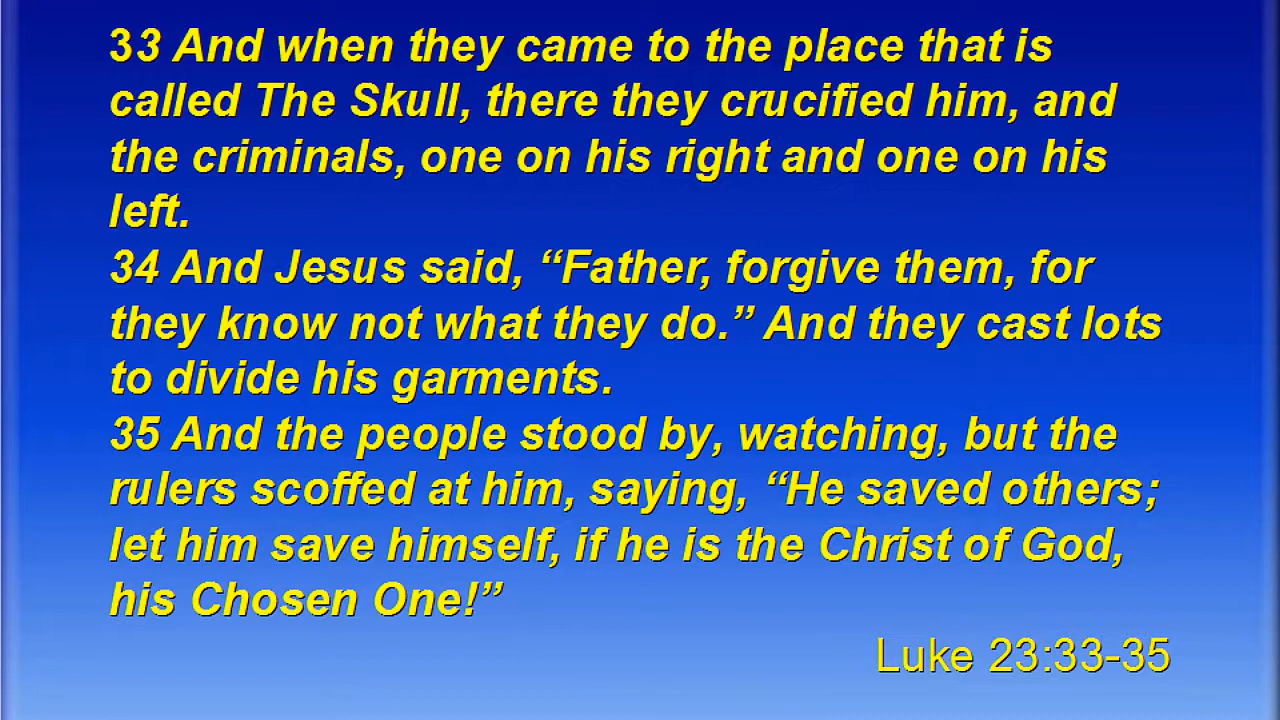 33 And when they came to the place that is
called The Skull, there they crucified him, and
the criminals, one on his right and one on his
left.
34 And Jesus said, “Father, forgive them, for
they know not what they do.” And they cast lots
to divide his garments.
35 And the people stood by, watching, but the
rulers scoffed at him, saying, “He saved others;
let him save himself, if he is the Christ of God,
his Chosen One!”
Luke 23:33-35